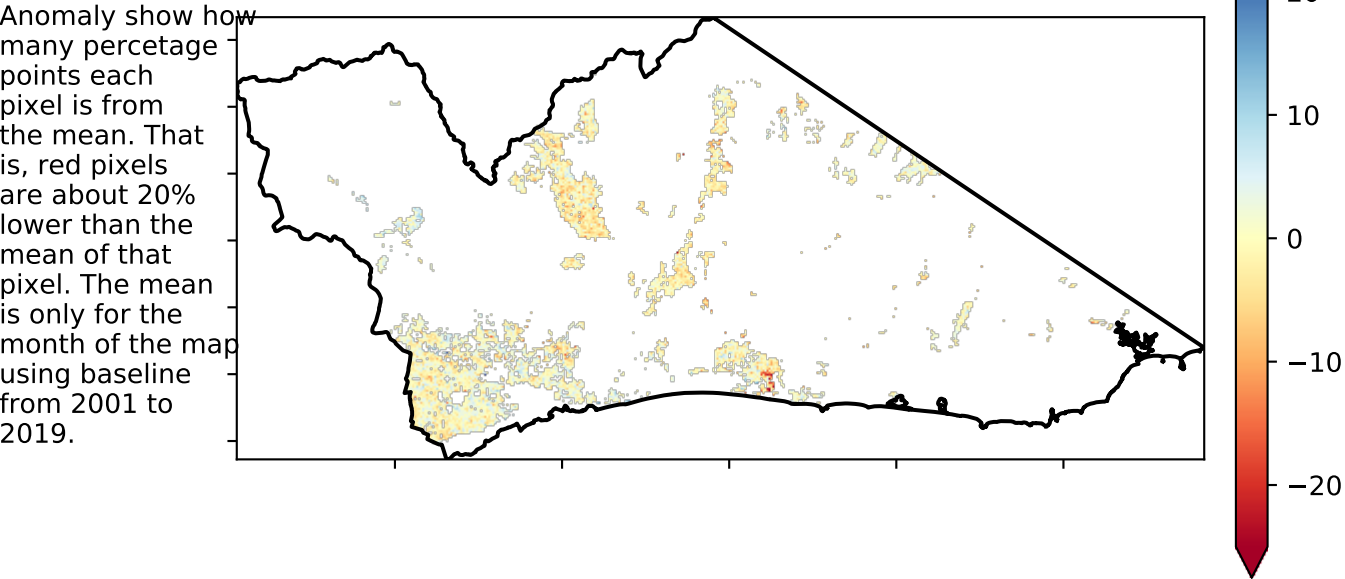 Anomaly show how
many percetage
points each
pixel is from
the mean. That
is, red pixels
are about 20%
lower than the
mean of that
pixel. The mean
is only for the
month of the map
using baseline
from 2001 to
2019.
10
0
−10
−20